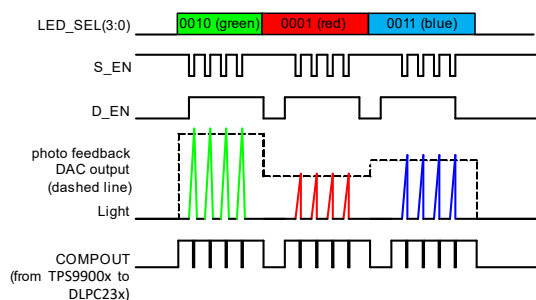 LED_SEL(3:0)
0010 (green)
0001 (red)
0011 (blue)
S_EN
D_EN
photo feedback
DAC output
(dashed line)
Light
COMPOUT
(from TPS9900x to
DLPC23x)